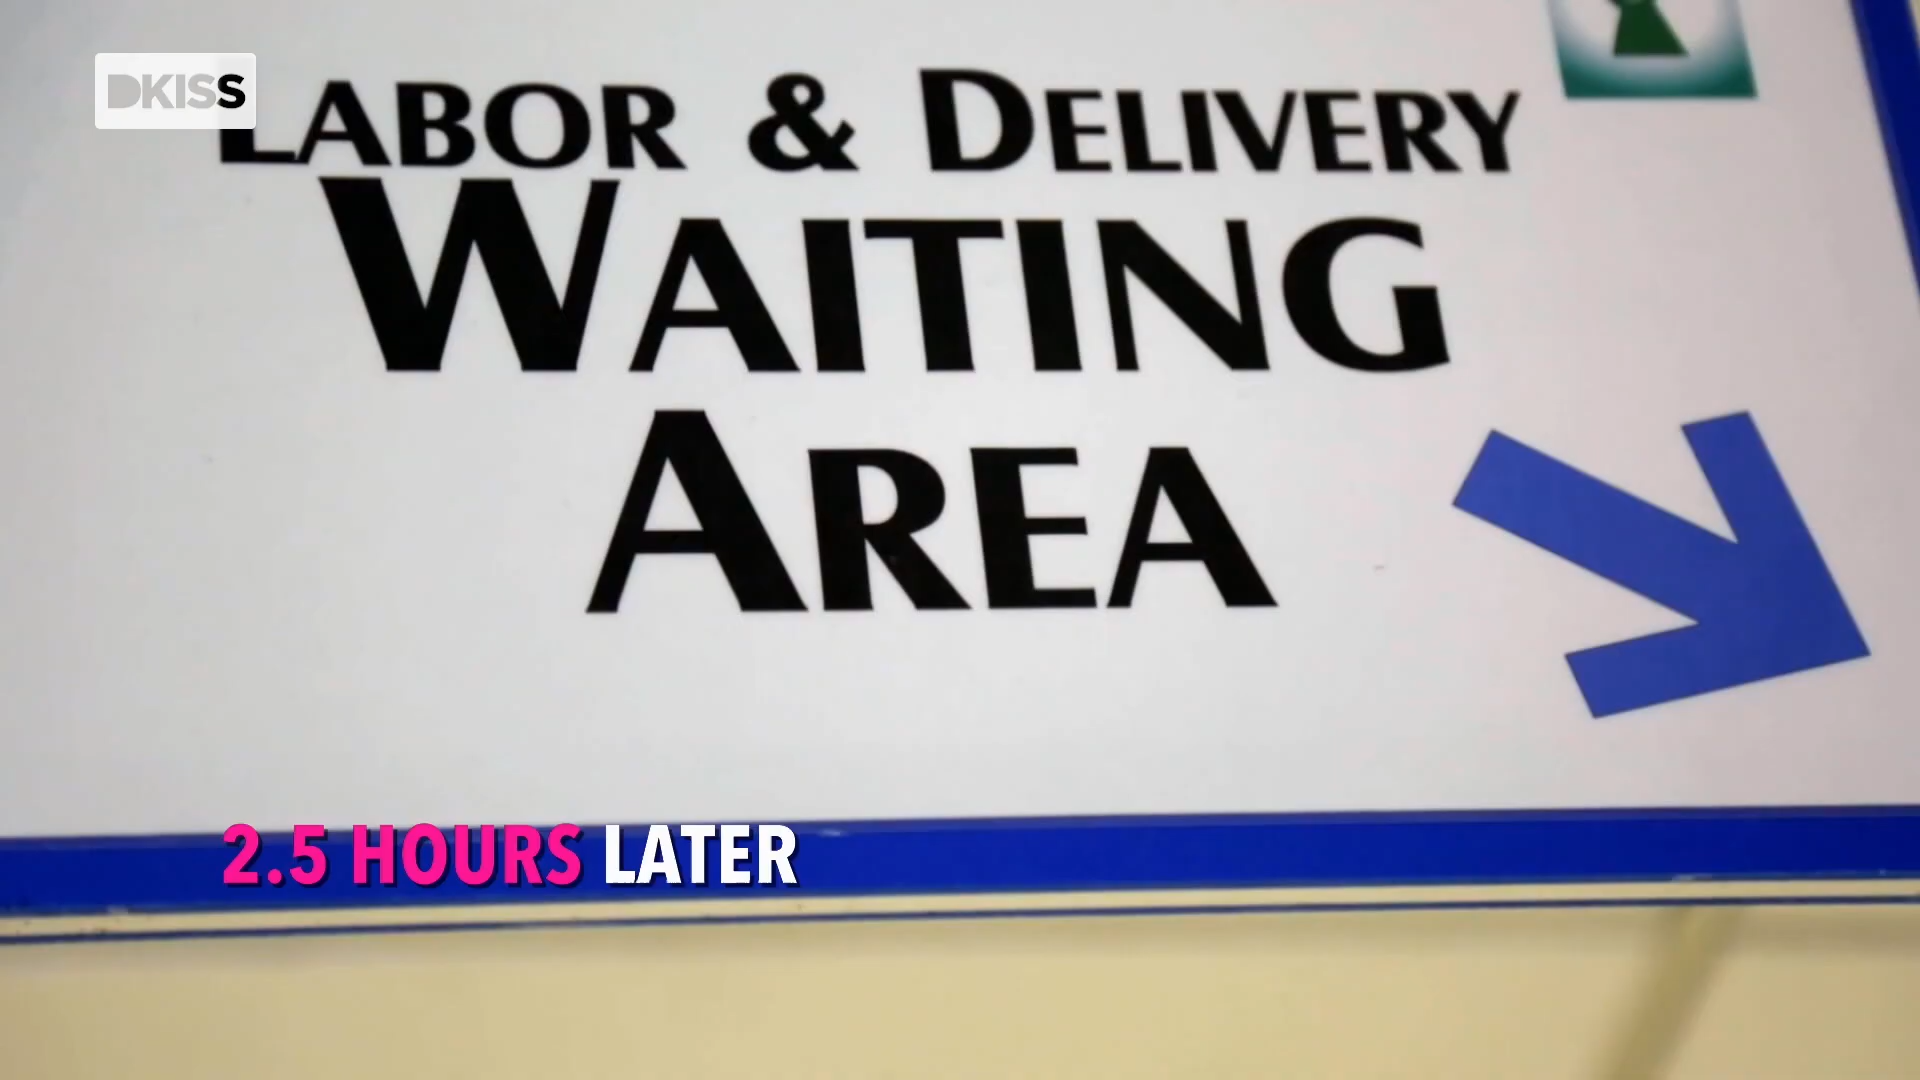 DKISS
LABOR & DELIVERY
WAITING
AREA
2.5 HOURS LATER